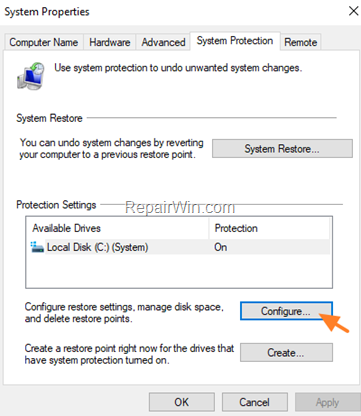 System Properties
Computer Name Hardware Advanced System Protection Remote
Use system protection to undo unwanted system changes.
System Restore
You can undo system changes by reverting
your computer to a previous restore point.
System Restore...
Protection Settings
RepairWin.com
Available Drives Protection
Local Disk (C:) (System) On
Configure restore settings, manage disk space,
and delete restore points.
Configure...
Create a restore point right now for the drives that
have system protection turned on.
Create...
OK Cancel Apply